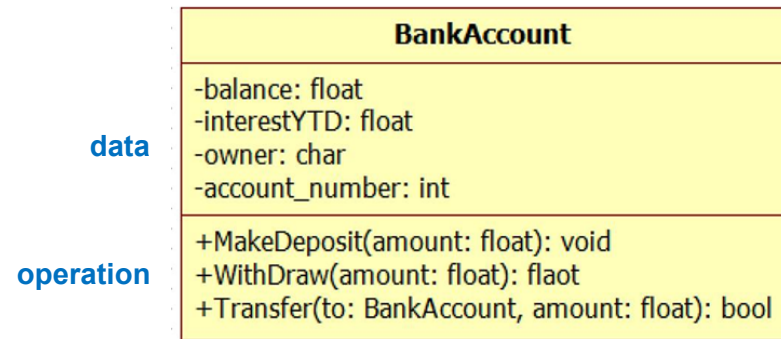 BankAccount
data
-balance: float
-interestYTD: float
-owner: char
-account_number: int
operation
+MakeDeposit(amount: float): void
+WithDraw(amount: float): flaot
+Transfer(to: BankAccount, amount: float): bool